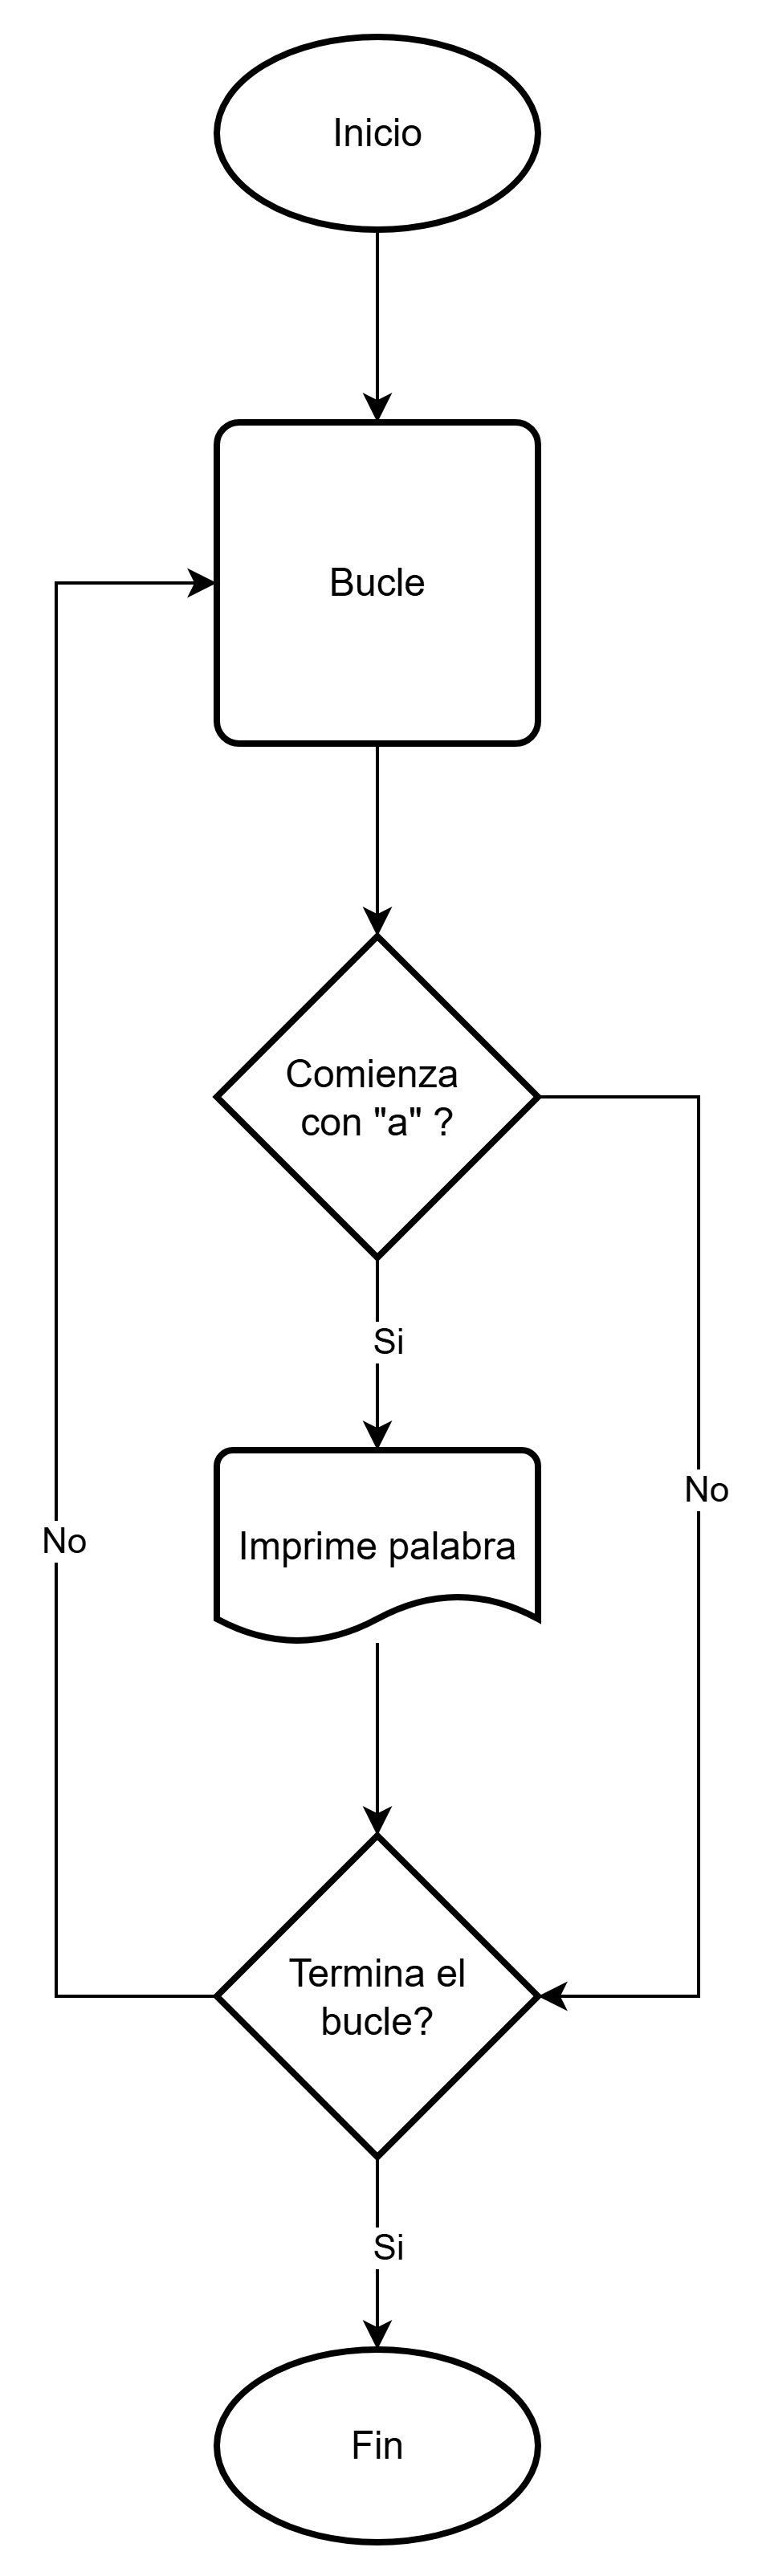 Inicio
Bucle
Comienza
con "a" ?
Si
No
Imprime palabra
No
Termina el
bucle?
Si
Fin